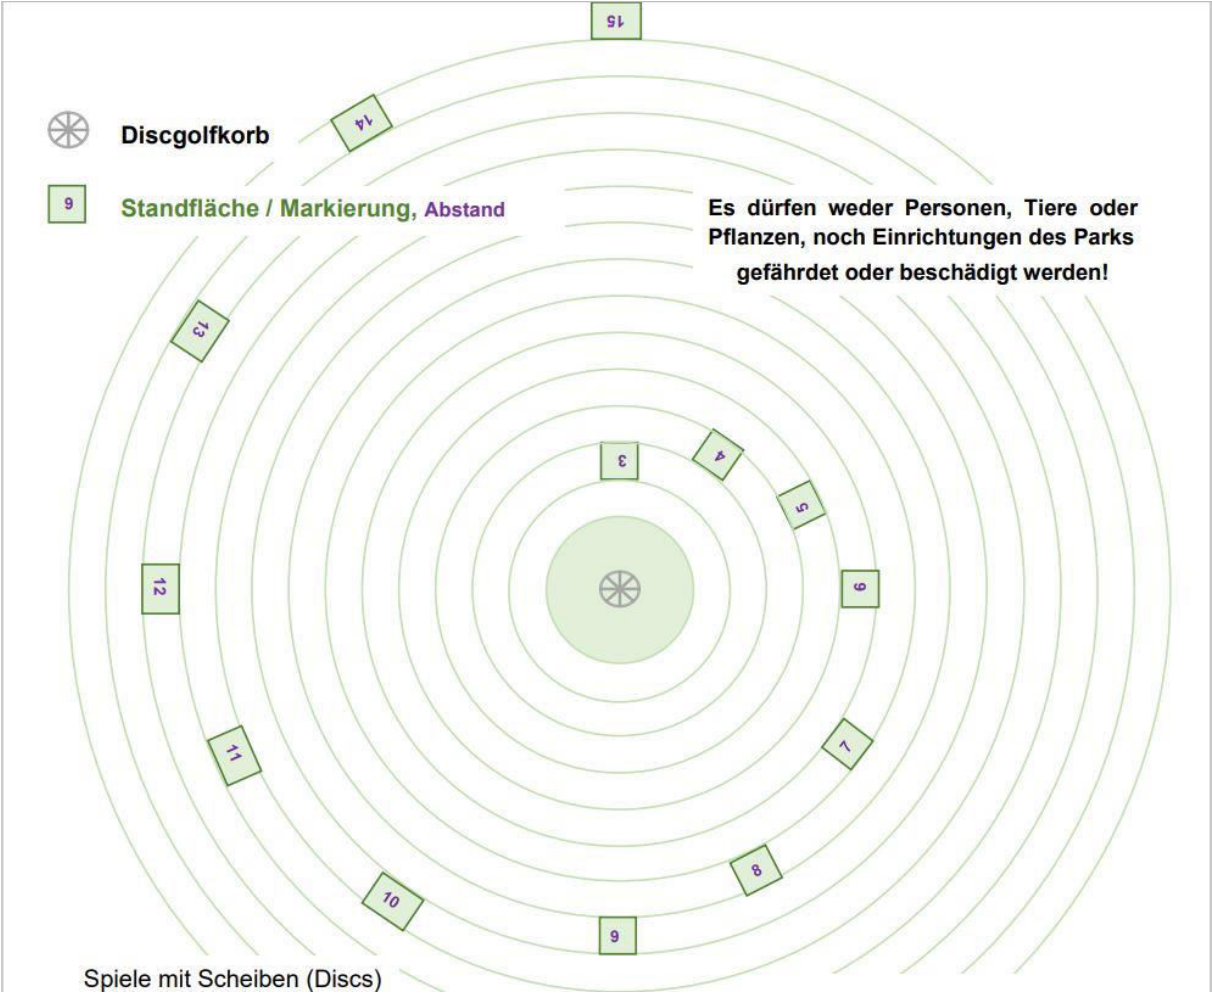 15
14
Discgolfkorb
9 Standfläche / Markierung, Abstand
Es dürfen weder Personen, Tiere oder
Pflanzen, noch Einrichtungen des Parks
gefährdet oder beschädigt werden!
13
3
4
5
12
6
7
11
8
10
9
Spiele mit Scheiben (Discs)